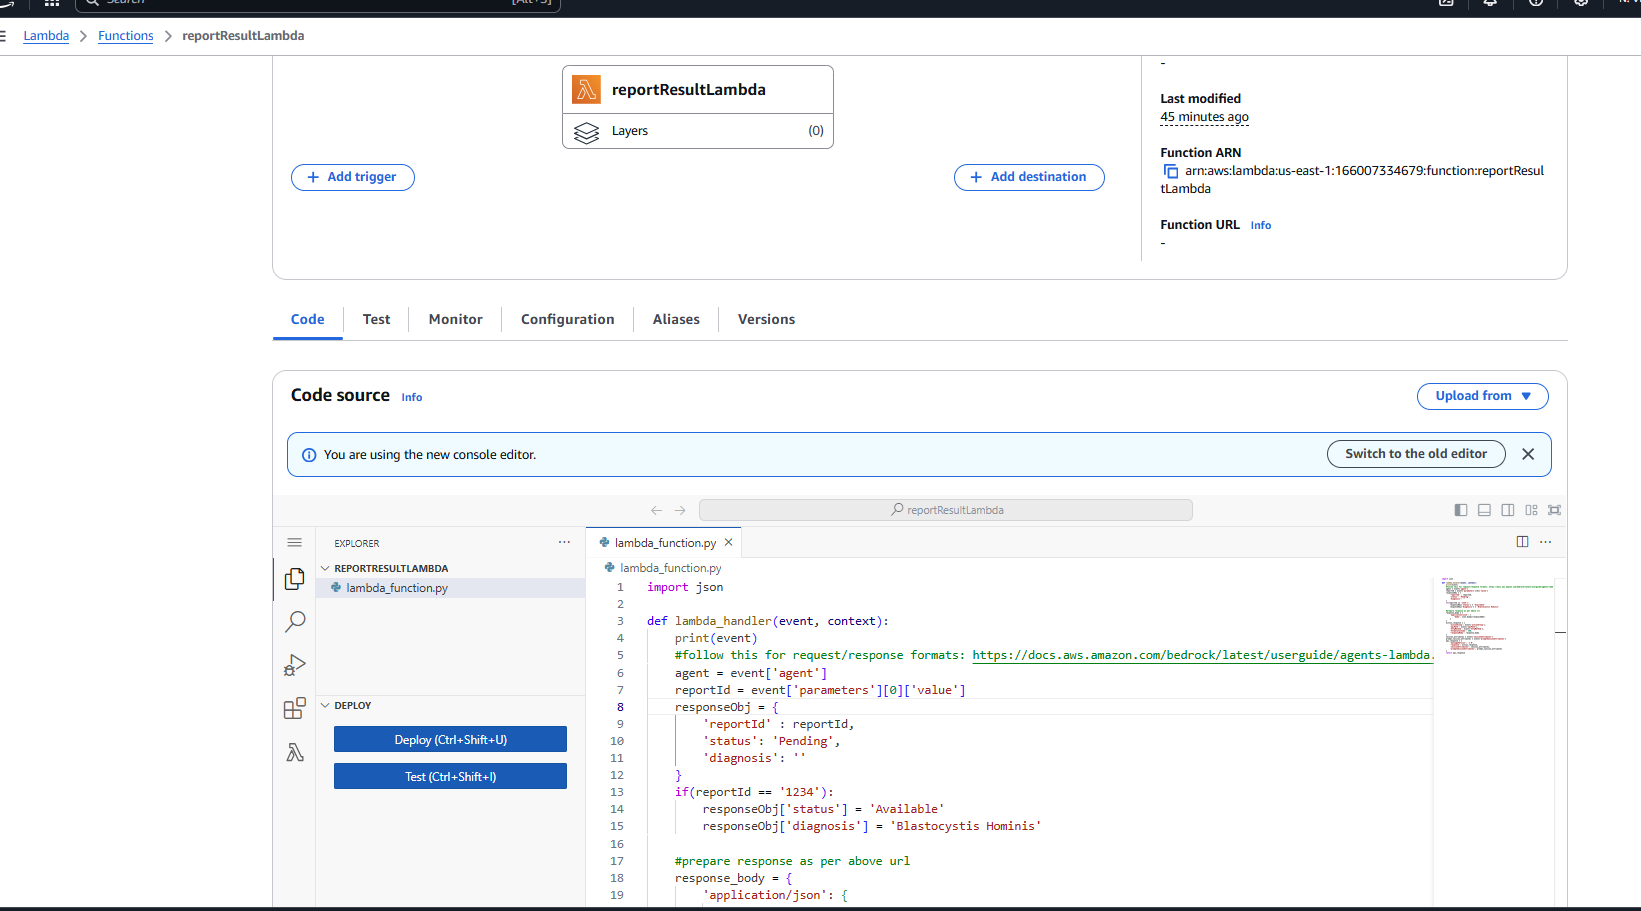 Search [Alt+S]
Lambda > Functions > reportResultLambda
reportResultLambda
Layers (0)
+ Add trigger
+ Add destination
-
Last modified
45 minutes ago
Function ARN
arn:aws:lambda:us-east-1:166007334679:function:reportResul
tLambda
Function URL Info
-
Code
Test
Monitor
Configuration
Aliases
Versions
Code source Info
Upload from
You are using the new console editor.
Switch to the old editor
reportResultLambda
EXPLORER
REPORTRESULTLAMBDA
lambda_function.py
DEPLOY
Deploy (Ctrl+Shift+U)
Test (Ctrl+Shift+I)
lambda_function.py
lambda_function.py
1 import json
2
3 def lambda_handler(event, context):
4 print(event)
5 #follow this for request/response formats: https://docs.aws.amazon.com/bedrock/latest/userguide/agents-lambda.
6 agent = event['agent']
7 reportId = event['parameters'][0]['value']
8 responseObj = {
9 'reportId' : reportId,
10 'status': 'Pending',
11 'diagnosis': ''
12 }
13 if(reportId == '1234'):
14 responseObj['status'] = 'Available'
15 responseObj['diagnosis'] = 'Blastocystis Hominis'
16
17 #prepare response as per above url
18 response_body = {
19 'application/json': {